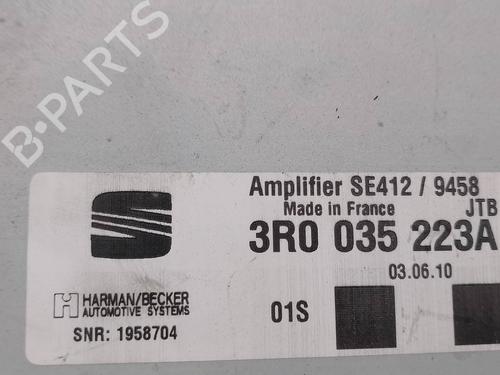 B-PARTS
Amplifier SE412 / 9458
Made in France JTB
3R0 035 223A
03.06.10
HARMAN/BECKER
AUTOMOTIVE SYSTEMS
01S
SNR: 1958704